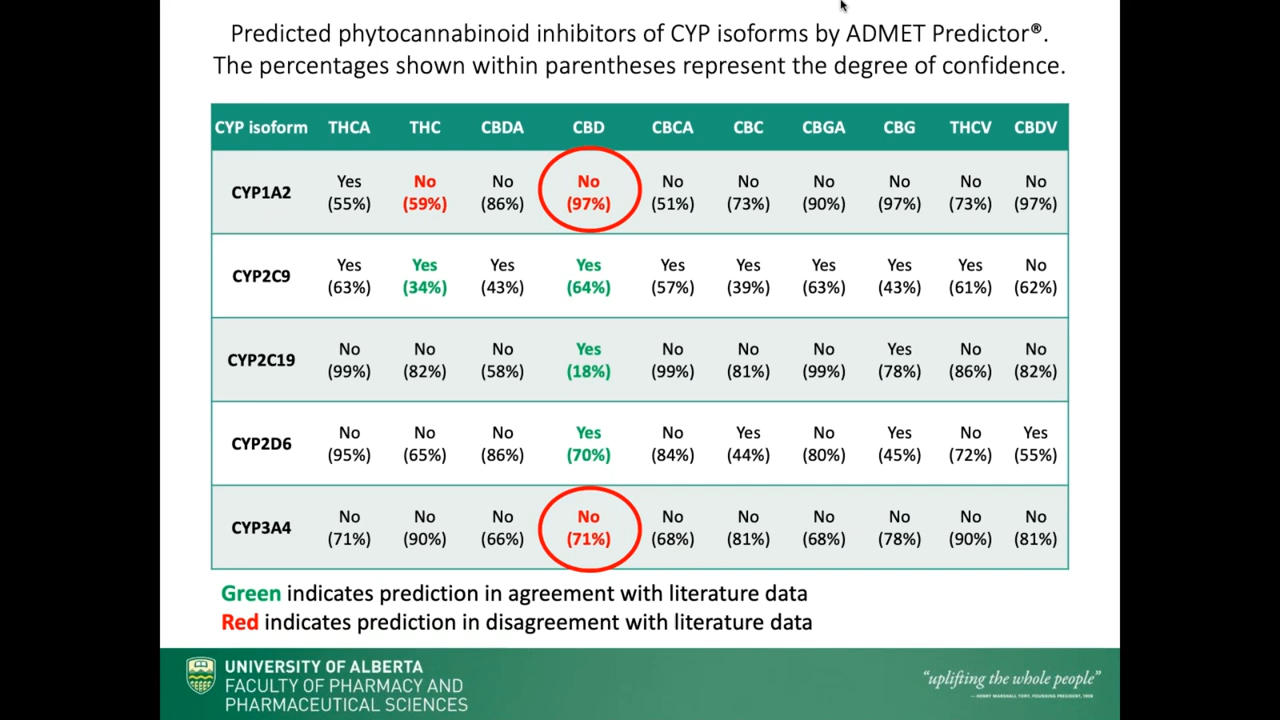 Predicted phytocannabinoid inhibitors of CYP isoforms by ADMET Predictor®.
The percentages shown within parentheses represent the degree of confidence.
CYP isoform THCA THC CBDA CBD CBCA CBC CBGA CBG THCV CBDV
CYP1A2 Yes (55%) No (59%) No (86%) No (97%) No (51%) No (73%) No (90%) No (97%) No (73%) No (97%)
CYP2C9 Yes (63%) Yes (34%) Yes (43%) Yes (64%) Yes (57%) Yes (39%) Yes (63%) Yes (43%) Yes (61%) No (62%)
CYP2C19 No (99%) No (82%) No (58%) Yes (18%) No (99%) No (81%) No (99%) Yes (78%) No (86%) No (82%)
CYP2D6 No (95%) No (65%) No (86%) Yes (70%) No (84%) Yes (44%) No (80%) Yes (45%) No (72%) Yes (55%)
CYP3A4 No (71%) No (90%) No (66%) No (71%) No (68%) No (81%) No (68%) No (78%) No (90%) No (81%)
Green indicates prediction in agreement with literature data
Red indicates prediction in disagreement with literature data
UNIVERSITY OF ALBERTA
FACULTY OF PHARMACY AND
PHARMACEUTICAL SCIENCES
“uplifting the whole people”
— HENRY MARSHALL TORY, FOUNDING PRESIDENT, 1908